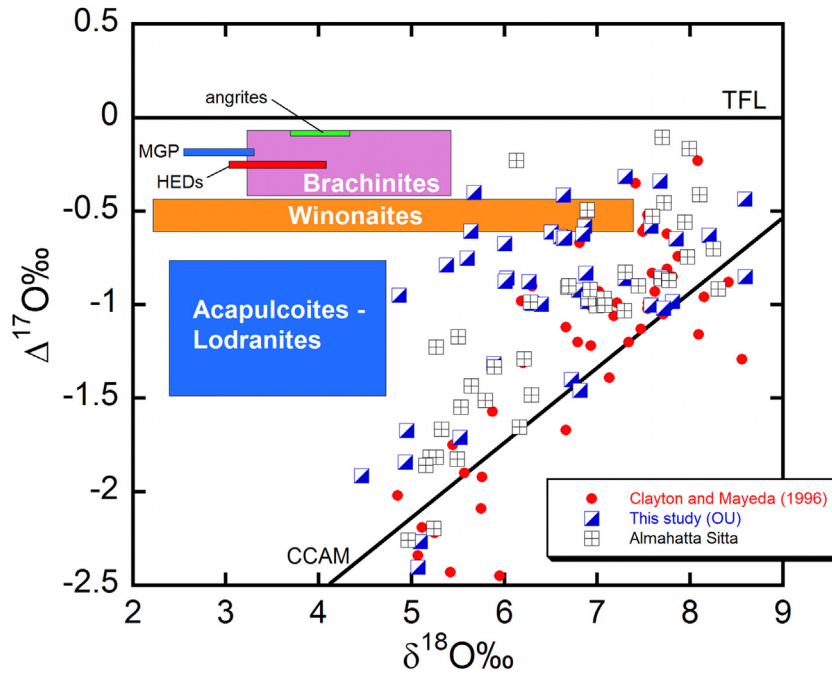 0.5
0
-0.5
-1
-1.5
-2
-2.5
Δ17O‰
TFL
angrites
MGP
HEDs
Brachinites
Winonaites
Acapulcoites -
Lodranites
CCAM
Clayton and Mayeda (1996)
This study (OU)
Almahatta Sitta
2 3 4 5 6 7 8 9
δ18O‰